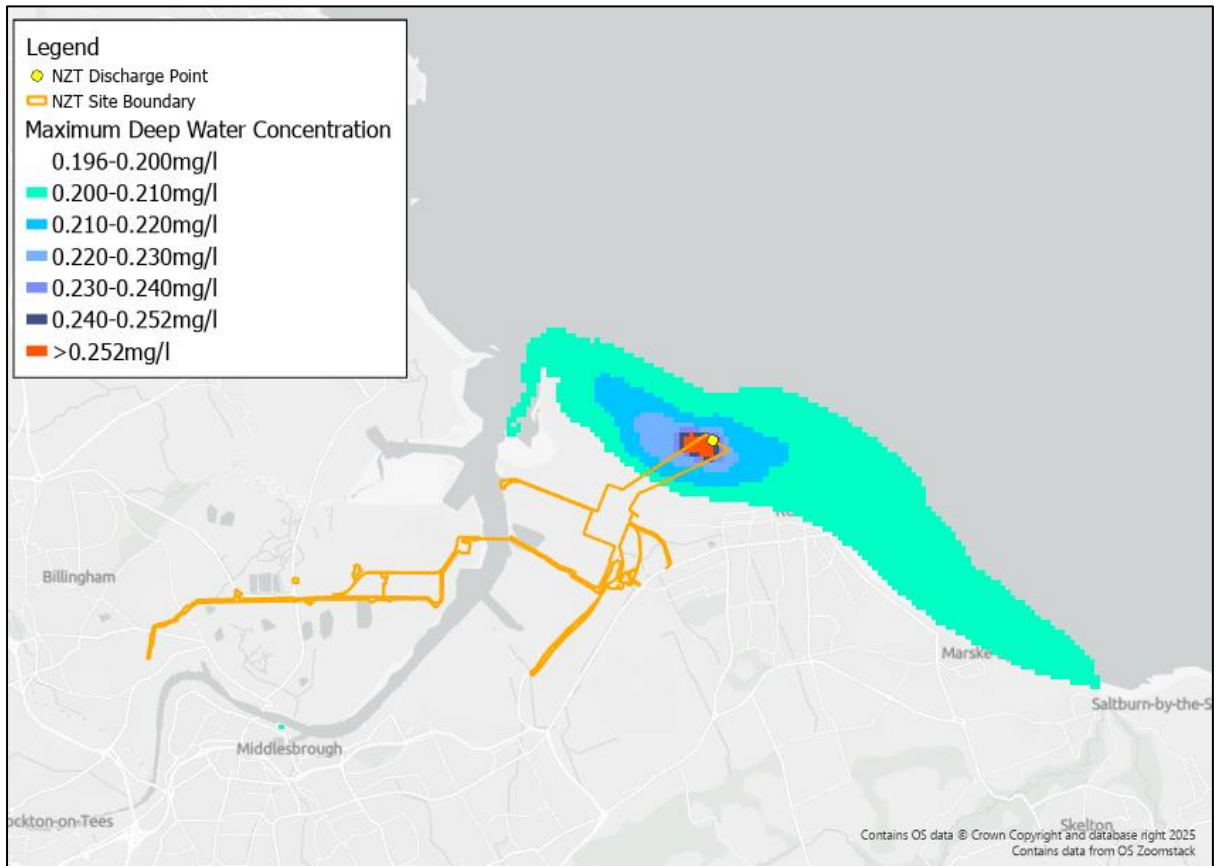 Legend
NZT Discharge Point
NZT Site Boundary
Maximum Deep Water Concentration
0.196-0.200mg/l
0.200-0.210mg/l
0.210-0.220mg/l
0.220-0.230mg/l
0.230-0.240mg/l
0.240-0.252mg/l
>0.252mg/l
Billingham
Marske
Saltburn-by-the-S
Middlesbrough
ockton-on-Tees
Skelton
Contains OS data © Crown Copyright and database right 2025
Contains data from OS Zoomstack